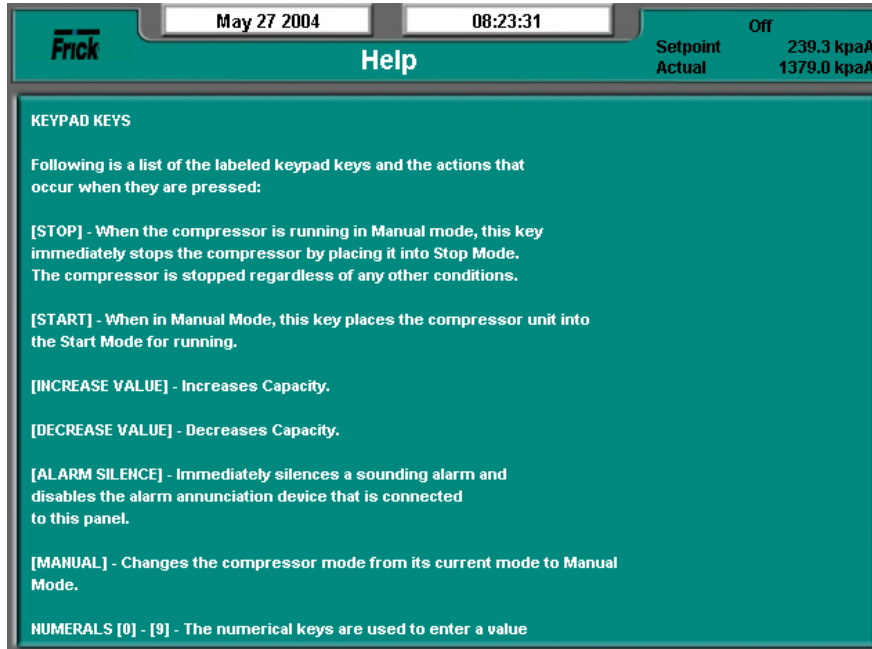 May 27 2004 08:23:31 Off
Frick Help Setpoint 239.3 kpaA
Actual 1379.0 kpaA
KEYPAD KEYS
Following is a list of the labeled keypad keys and the actions that
occur when they are pressed:
[STOP] - When the compressor is running in Manual mode, this key
immediately stops the compressor by placing it into Stop Mode.
The compressor is stopped regardless of any other conditions.
[START] - When in Manual Mode, this key places the compressor unit into
the Start Mode for running.
[INCREASE VALUE] - Increases Capacity.
[DECREASE VALUE] - Decreases Capacity.
[ALARM SILENCE] - Immediately silences a sounding alarm and
disables the alarm annunciation device that is connected
to this panel.
[MANUAL] - Changes the compressor mode from its current mode to Manual
Mode.
NUMERALS [0] - [9] - The numerical keys are used to enter a value